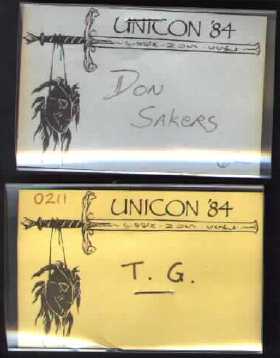 UNICON '84
DON
SAKERS
0211
UNICON '84
T. G.